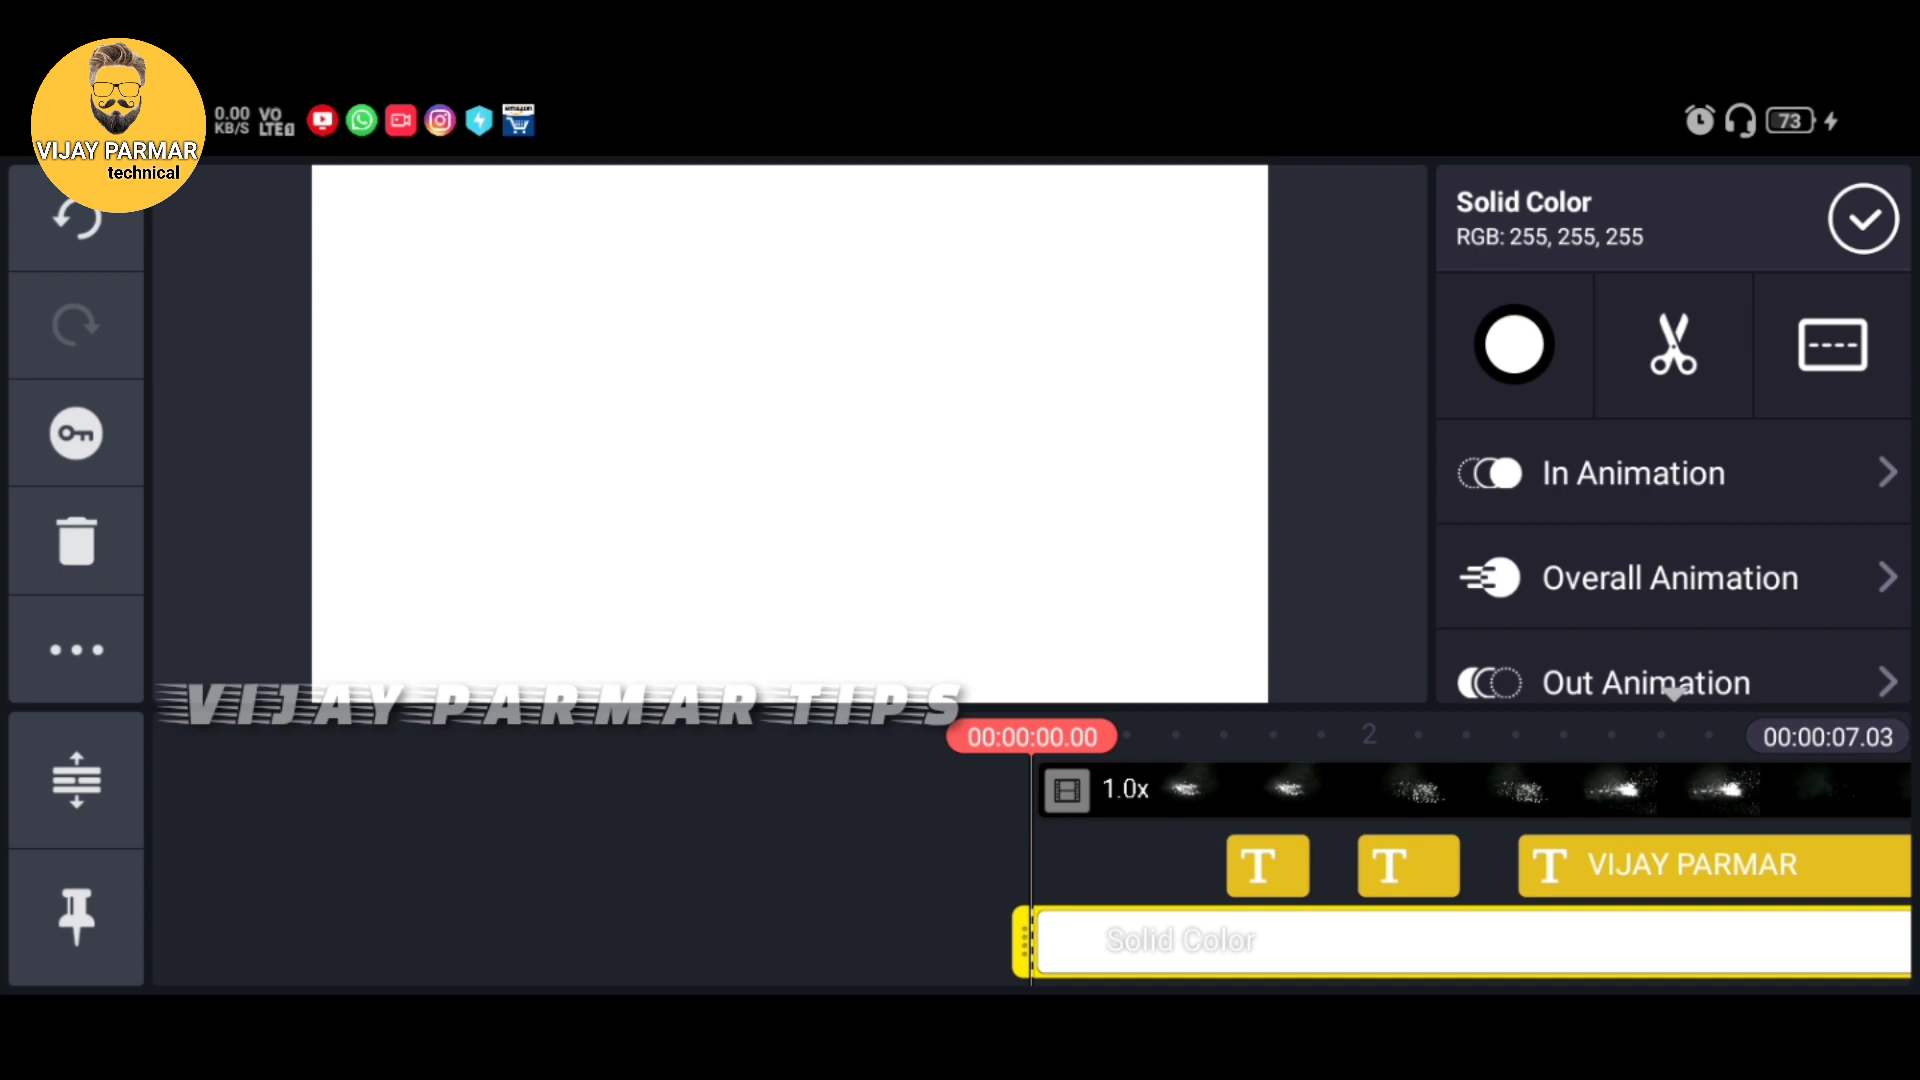 0.00 KB/S VO LTE
amazon
73
VIJAY PARMAR
technical
Solid Color
RGB: 255, 255, 255
In Animation
Overall Animation
Out Animation
VIJAY PARMAR TIPS
00:00:00.00
2
00:00:07.03
1.0x
T
T
T VIJAY PARMAR
Solid Color